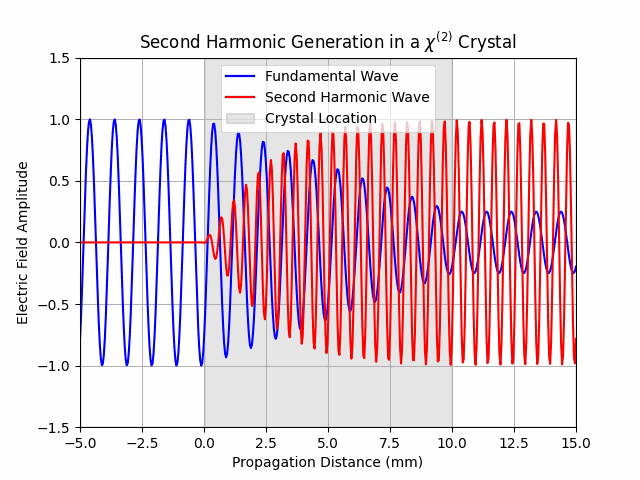 Second Harmonic Generation in a χ(2) Crystal
Fundamental Wave
Second Harmonic Wave
Crystal Location
Electric Field Amplitude
1.5
1.0
0.5
0.0
−0.5
−1.0
−1.5
−5.0 −2.5 0.0 2.5 5.0 7.5 10.0 12.5 15.0
Propagation Distance (mm)